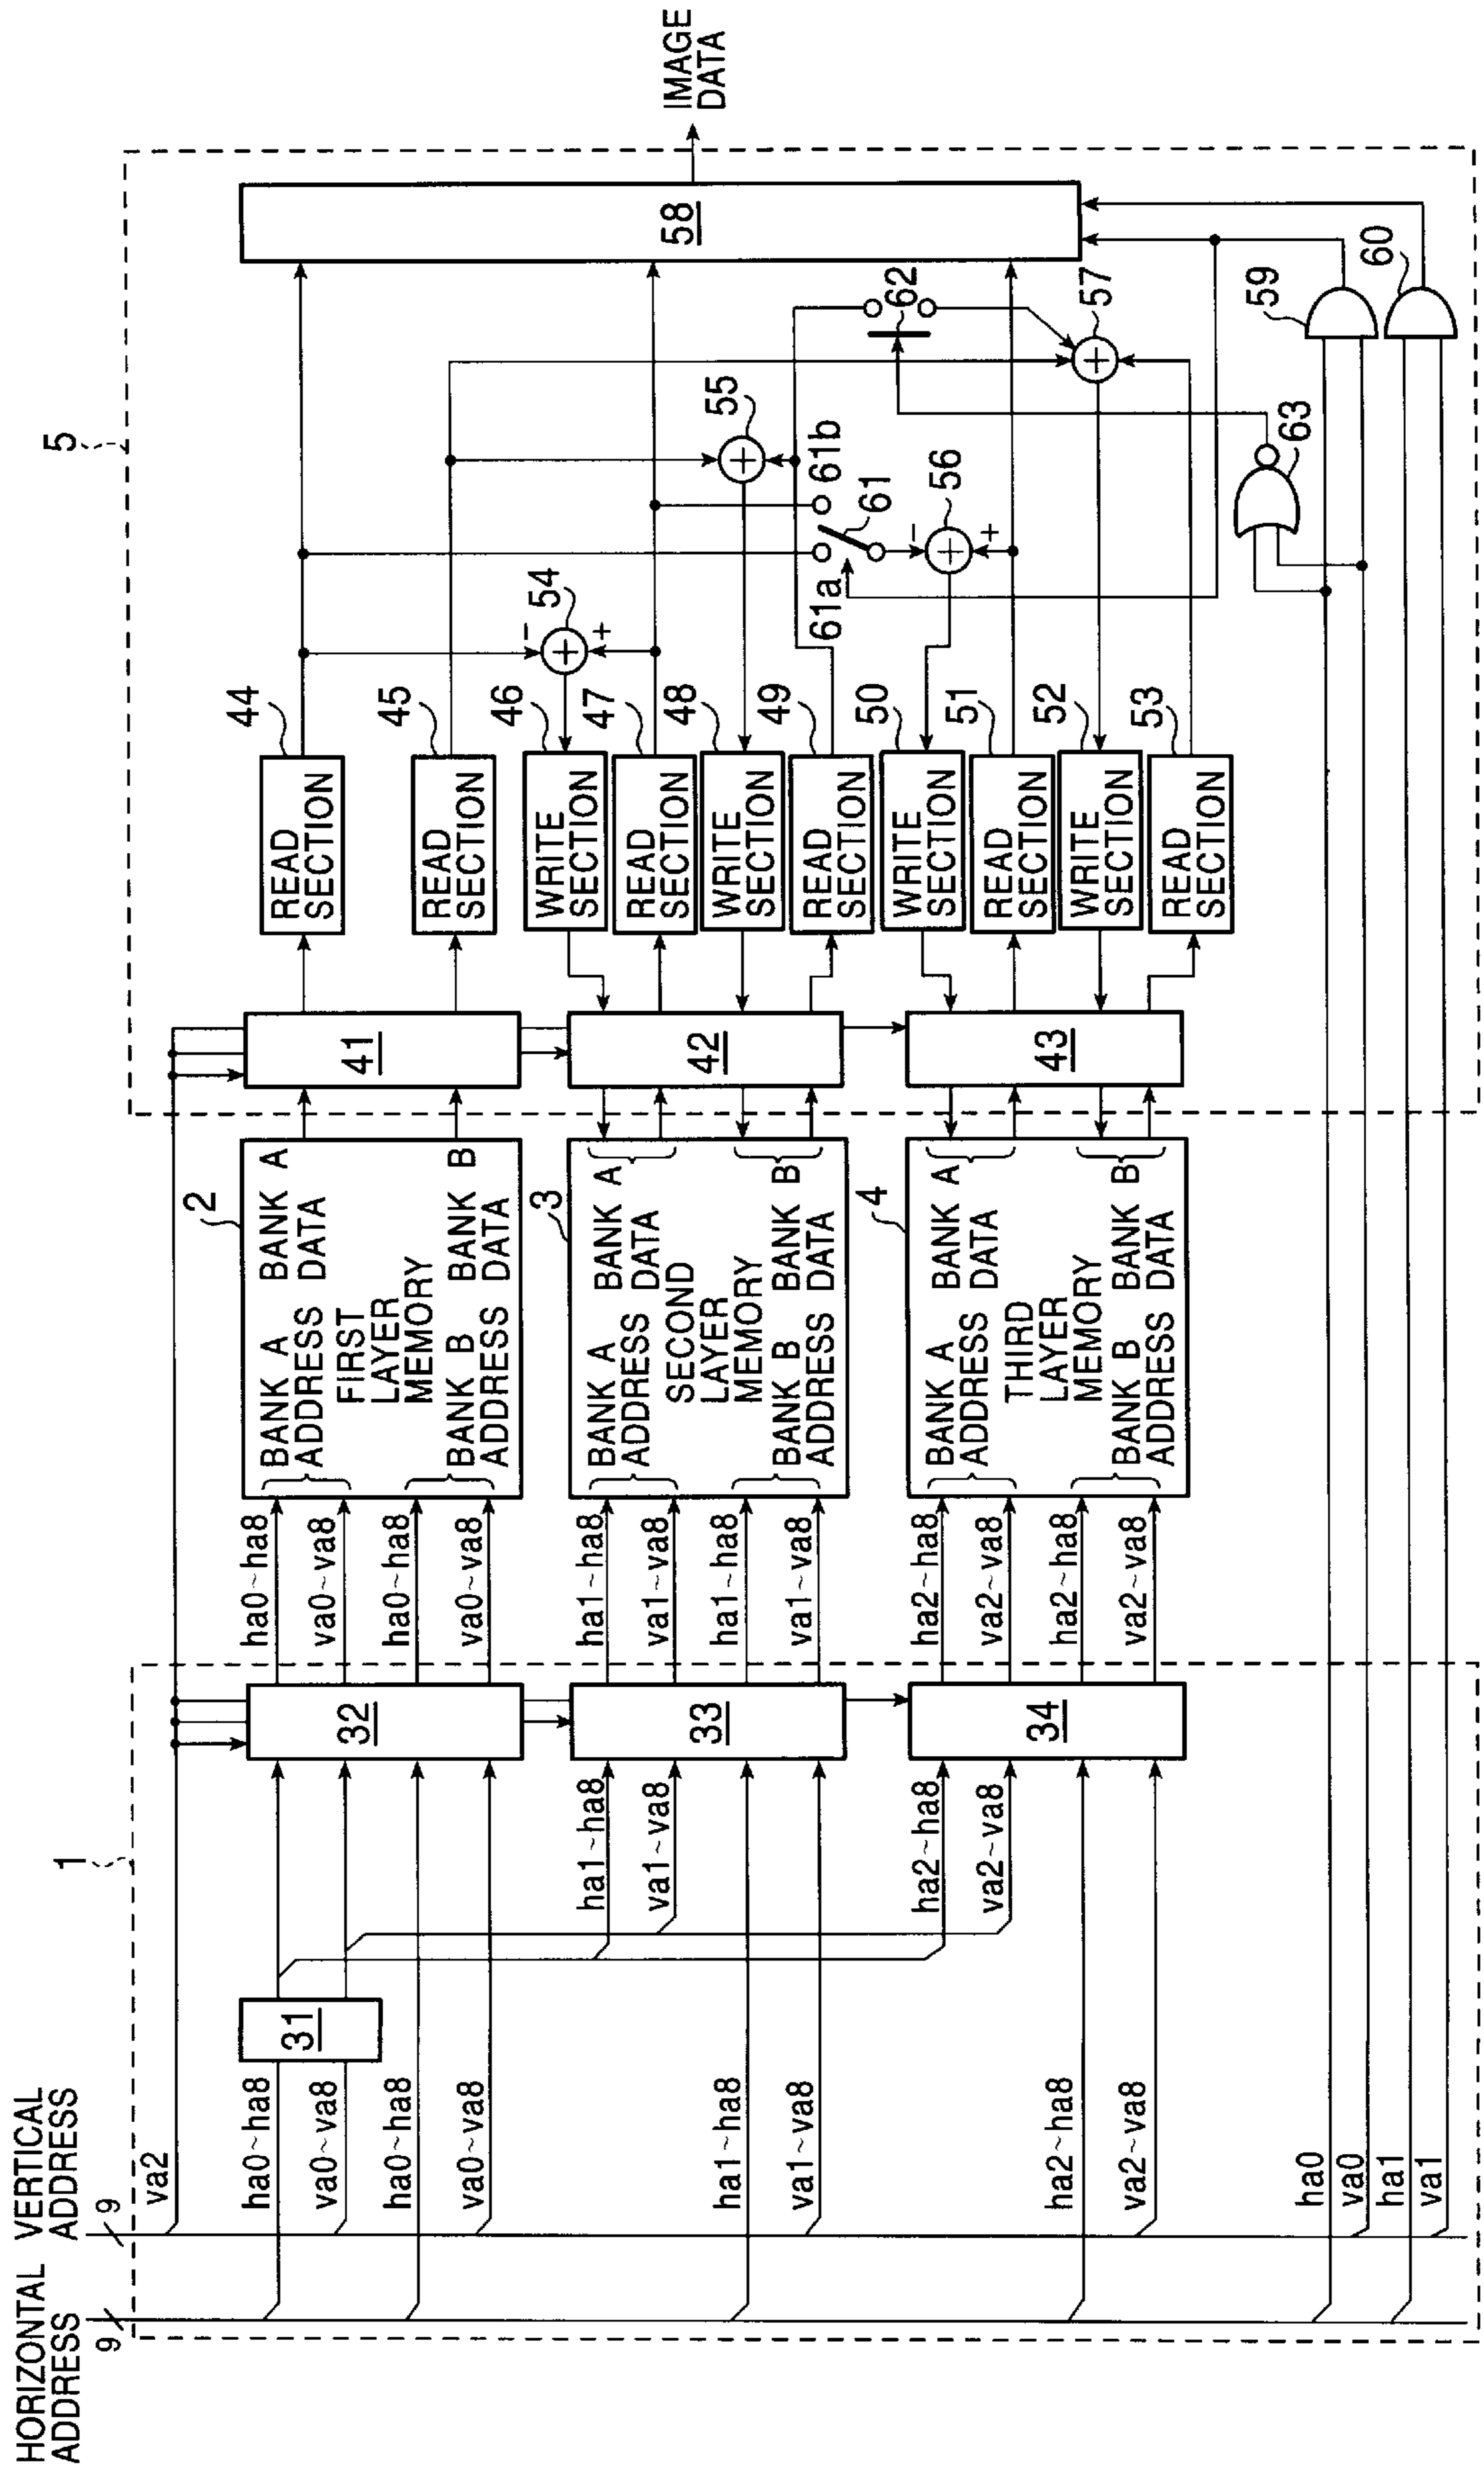 HORIZONTAL
ADDRESS
VERTICAL
ADDRESS
9
9
1
va2
ha0~ha8
va0~va8
ha0~ha8
va0~va8
ha1~ha8
va1~va8
ha2~ha8
va2~va8
ha0
va0
ha1
va1
31
ha1~ha8
va1~va8
ha2~ha8
va2~va8
32
33
34
ha0~ha8
va0~va8
ha0~ha8
va0~va8
ha1~ha8
va1~va8
ha1~ha8
va1~va8
ha2~ha8
va2~va8
ha2~ha8
va2~va8
2
BANK A BANK A
ADDRESS DATA
FIRST
LAYER
MEMORY
BANK B BANK B
ADDRESS DATA
3
BANK A BANK A
ADDRESS DATA
SECOND
LAYER
MEMORY
BANK B BANK B
ADDRESS DATA
4
BANK A BANK A
ADDRESS DATA
THIRD
LAYER
MEMORY
BANK B BANK B
ADDRESS DATA
5
41
42
43
44
READ
SECTION
45
READ
SECTION
46
WRITE
SECTION
47
READ
SECTION
48
WRITE
SECTION
49
READ
SECTION
50
WRITE
SECTION
51
READ
SECTION
52
WRITE
SECTION
53
READ
SECTION
54
- +
+
55
+
61a
61
61b
56
- +
+
62
57
+
63
59
60
58
IMAGE
DATA